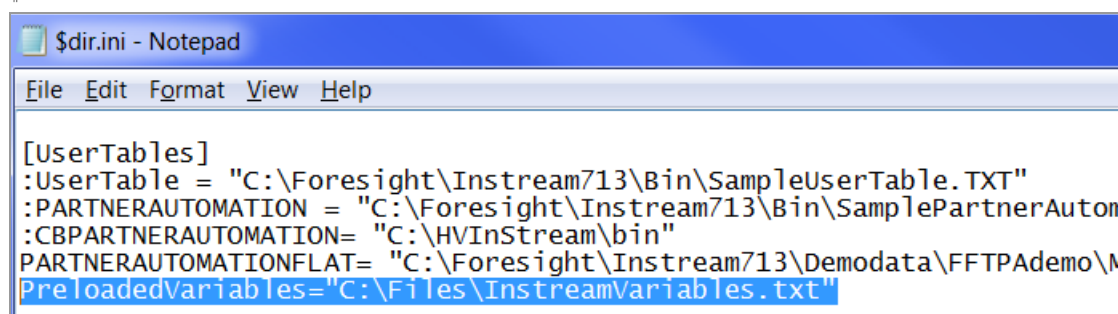 $dir.ini - Notepad
File Edit Format View Help
[UserTables]
:UserTable = "C:\Foresight\Instream713\Bin\SampleUserTable.TXT"
:PARTNERAUTOMATION = "C:\Foresight\Instream713\Bin\SamplePartnerAutom
:CBPARTNERAUTOMATION= "C:\HVInStream\bin"
PARTNERAUTOMATIONFLAT= "C:\Foresight\Instream713\Demodata\FFTPAdemo\M
PreloadedVariables="C:\Files\InstreamVariables.txt"